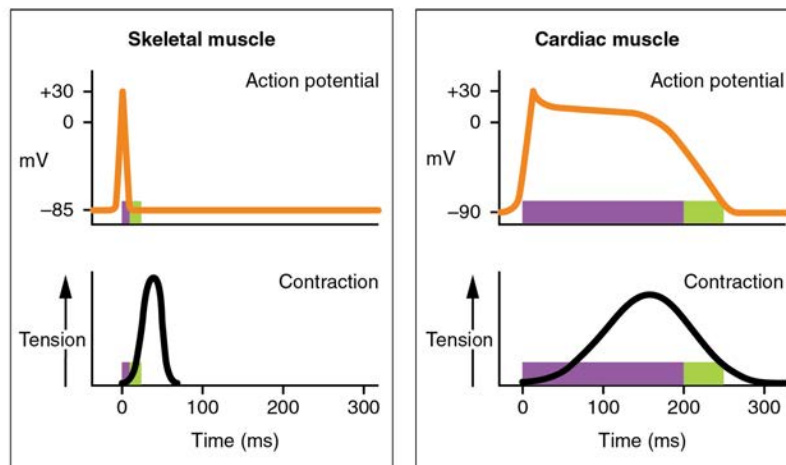 Skeletal muscle
Action potential
+30
0
mV
–85
Contraction
Tension
0 100 200 300
Time (ms)
Cardiac muscle
Action potential
+30
0
mV
–90
Contraction
Tension
0 100 200 300
Time (ms)